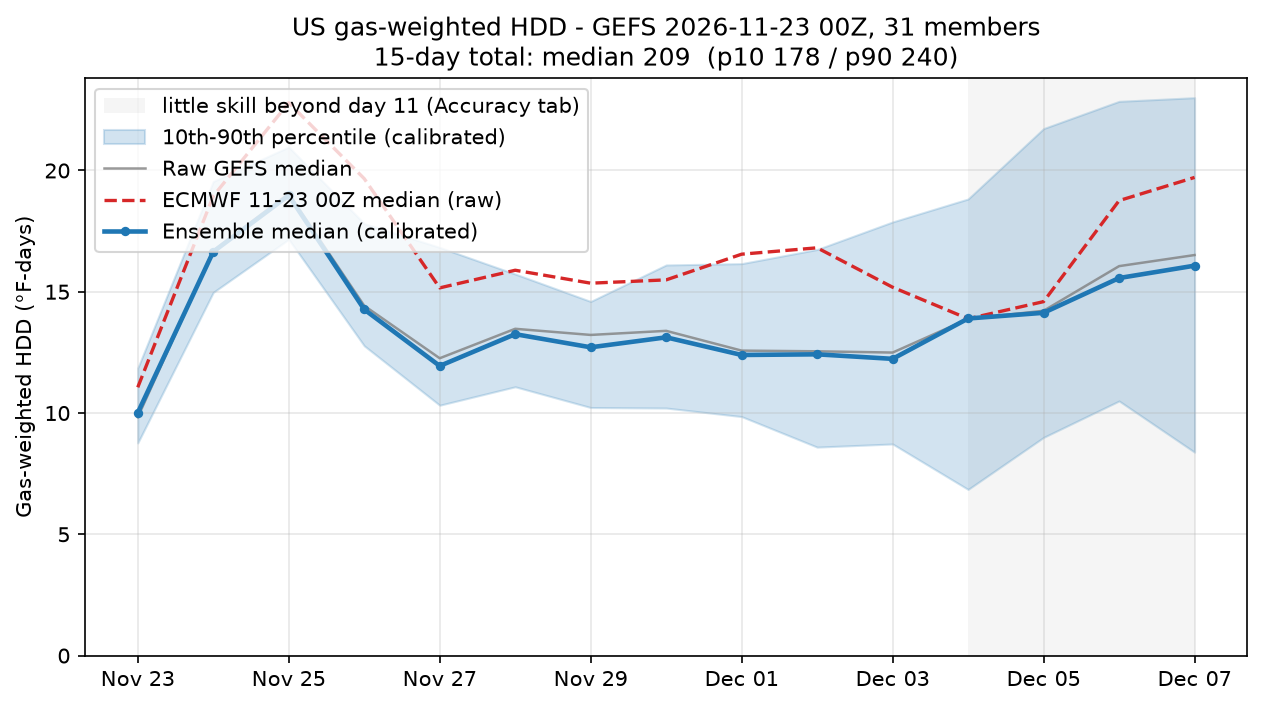 US gas-weighted HDD - GEFS 2026-11-23 00Z, 31 members
15-day total: median 209  (p10 178 / p90 240)
little skill beyond day 11 (Accuracy tab)
10th-90th percentile (calibrated)
Raw GEFS median
ECMWF 11-23 00Z median (raw)
Ensemble median (calibrated)
Gas-weighted HDD (°F-days)
20
15
10
5
0
Nov 23
Nov 25
Nov 27
Nov 29
Dec 01
Dec 03
Dec 05
Dec 07